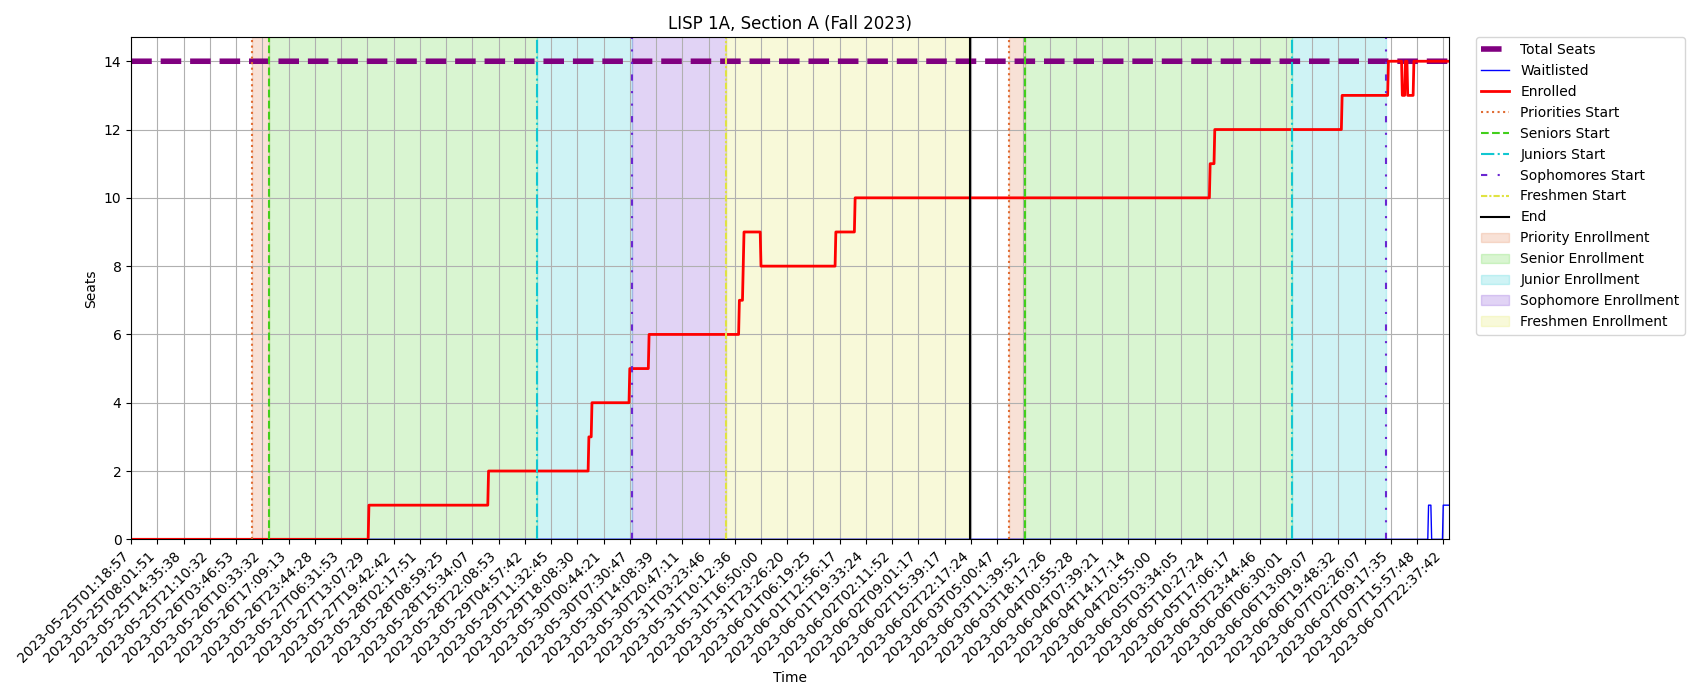 LISP 1A, Section A (Fall 2023)
14
12
10
8
6
4
2
0
Seats
2023-05-25T01:18:57
2023-05-25T08:01:51
2023-05-25T14:35:38
2023-05-25T21:10:32
2023-05-26T03:46:53
2023-05-26T10:33:32
2023-05-26T17:09:13
2023-05-26T23:44:28
2023-05-27T06:31:53
2023-05-27T13:07:29
2023-05-27T19:42:42
2023-05-28T02:17:51
2023-05-28T08:59:25
2023-05-28T15:34:07
2023-05-28T22:08:53
2023-05-29T04:57:42
2023-05-29T11:32:45
2023-05-29T18:08:30
2023-05-30T00:44:21
2023-05-30T07:30:47
2023-05-30T14:08:39
2023-05-30T20:47:11
2023-05-31T03:23:46
2023-05-31T10:12:36
2023-05-31T16:50:00
2023-05-31T23:26:20
2023-06-01T06:19:25
2023-06-01T12:56:17
2023-06-01T19:33:24
2023-06-02T02:11:52
2023-06-02T09:01:17
2023-06-02T15:39:17
2023-06-02T22:17:24
2023-06-03T05:00:47
2023-06-03T11:39:52
2023-06-03T18:17:26
2023-06-04T00:55:28
2023-06-04T07:39:21
2023-06-04T14:17:14
2023-06-04T20:55:00
2023-06-05T03:34:05
2023-06-05T10:27:24
2023-06-05T17:06:17
2023-06-05T23:44:46
2023-06-06T06:30:01
2023-06-06T13:09:07
2023-06-06T19:48:32
2023-06-07T02:26:07
2023-06-07T09:17:35
2023-06-07T15:57:48
2023-06-07T22:37:42
Time
Total Seats
Waitlisted
Enrolled
Priorities Start
Seniors Start
Juniors Start
Sophomores Start
Freshmen Start
End
Priority Enrollment
Senior Enrollment
Junior Enrollment
Sophomore Enrollment
Freshmen Enrollment